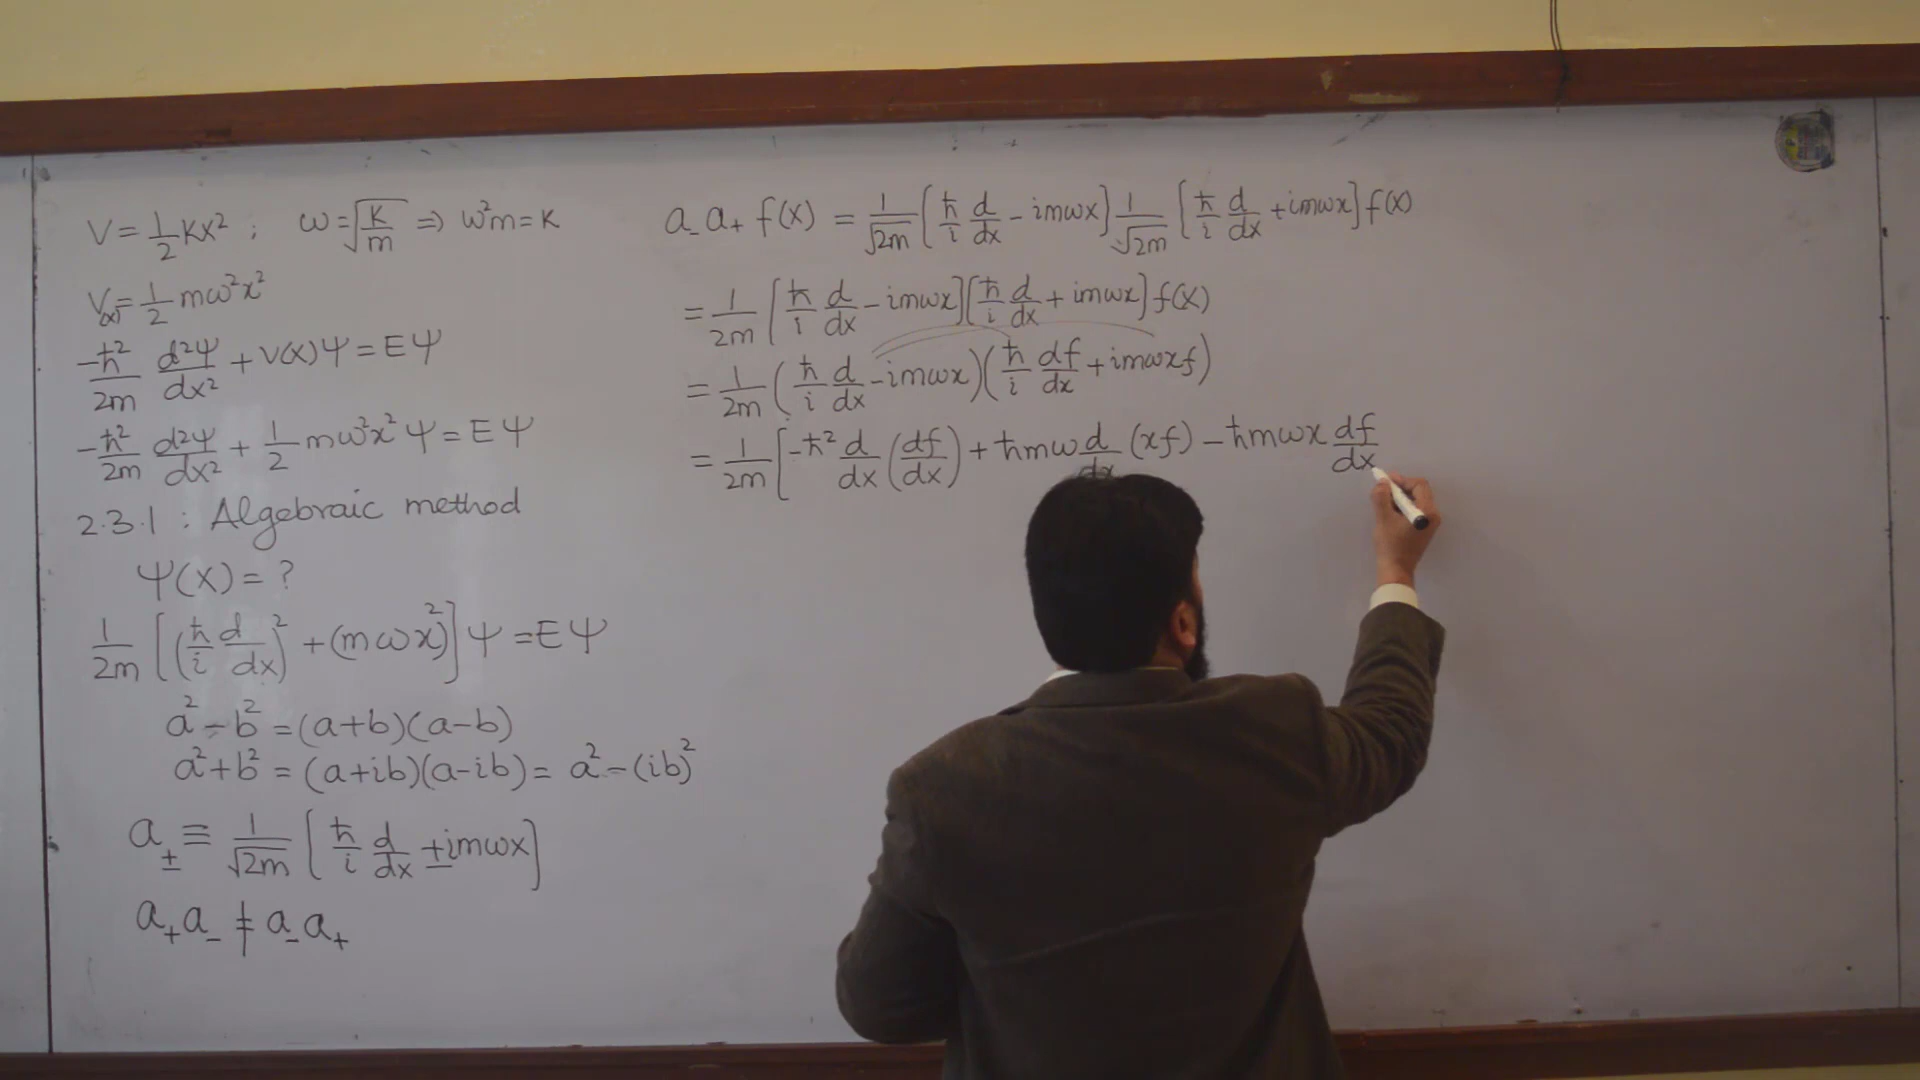 V = 1/2 Kx² ; ω = √(K/m) ⇒ ω²m = K
V(x) = 1/2 mω²x²
-ħ²/2m d²Ψ/dx² + V(x)Ψ = EΨ
-ħ²/2m d²Ψ/dx² + 1/2 mω²x²Ψ = EΨ
2.3.1 : Algebraic method
Ψ(x) = ?
1/2m [(ħ/i d/dx)² + (mωx)²] Ψ = EΨ
a² - b² = (a+b)(a-b)
a² + b² = (a+ib)(a-ib) = a² - (ib)²
a± ≡ 1/√2m [ħ/i d/dx ± imωx]
a₊a₋ ≠ a₋a₊
a₋a₊ f(x) = 1/√2m [ħ/i d/dx - imωx] 1/√2m [ħ/i d/dx + imωx] f(x)
= 1/2m [ħ/i d/dx - imωx][ħ/i d/dx + imωx] f(x)
= 1/2m (ħ/i d/dx - imωx)(ħ/i df/dx + imωxf)
= 1/2m [-ħ² d/dx (df/dx) + ħmω d/dx (xf) - ħmωx df/dx